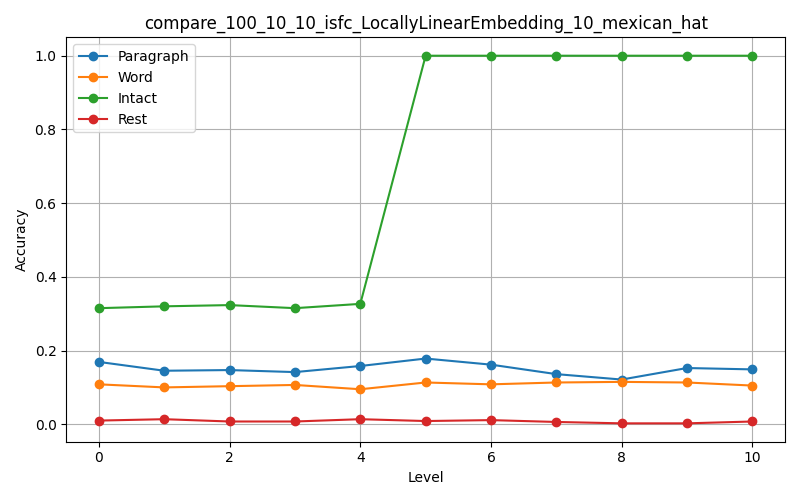 compare_100_10_10_isfc_LocallyLinearEmbedding_10_mexican_hat
Paragraph
Word
Intact
Rest
1.0
0.8
0.6
0.4
0.2
0.0
Accuracy
0 2 4 6 8 10
Level